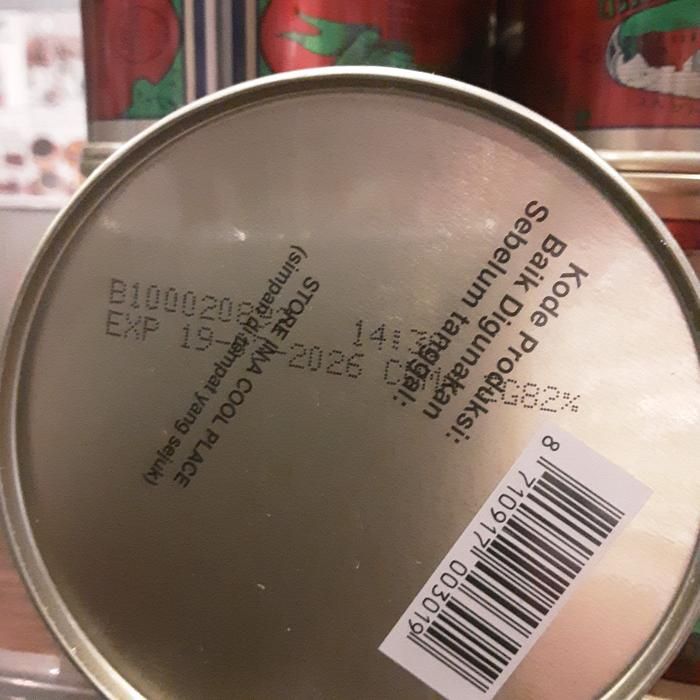 B1000208
EXP 19- -2026
14:
G82%
STORE IN A COOL PLACE
(simpan di tempat yang sejuk)
Kode Produksi:
Baik Digunakan
Sebelum tanggal:
8 710917 003019